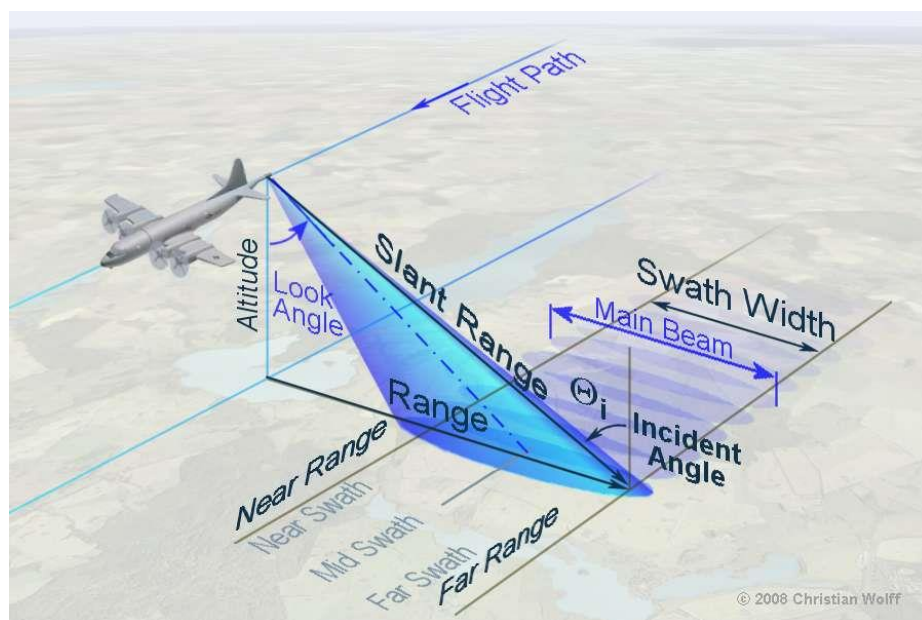 Flight Path
Altitude
Look
Angle
Slant Range
Swath Width
Main Beam
Range
Θi
Incident
Angle
Near Range
Near Swath
Mid Swath
Far Swath
Far Range
© 2008 Christian Wolff